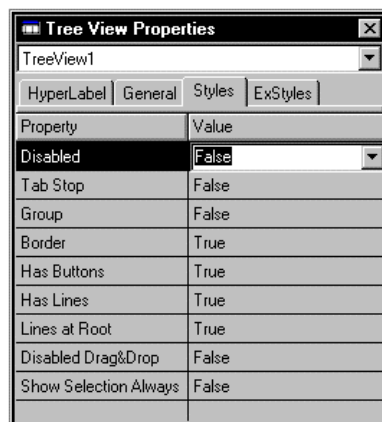 Tree View Properties
TreeView1
HyperLabel General Styles ExStyles
Property Value
Disabled False
Tab Stop False
Group False
Border True
Has Buttons True
Has Lines True
Lines at Root True
Disabled Drag&Drop False
Show Selection Always False